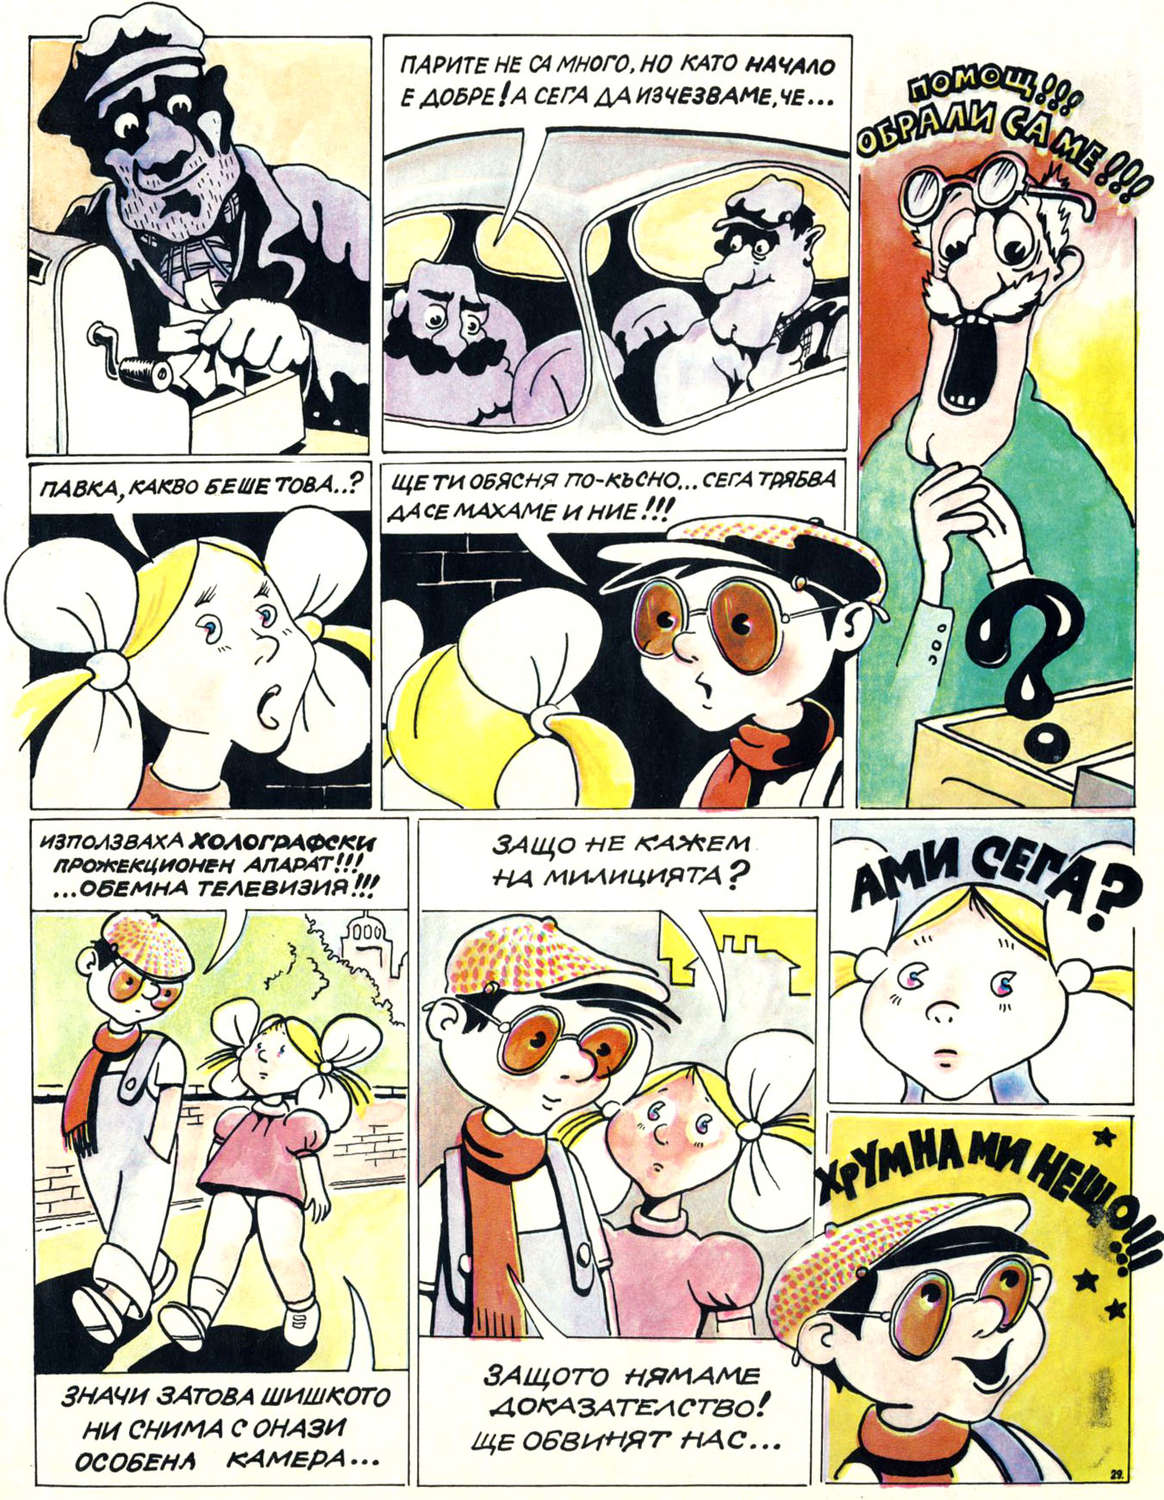 ПАРИТЕ НЕ СА МНОГО, НО КАТО НАЧАЛО
Е ДОБРЕ! А СЕГА ДА ИЗЧЕЗВАМЕ, ЧЕ...
ПОМОЩ!!!
ОБРАЛИ СА МЕ!!!
ПАВКА, КАКВО БЕШЕ ТОВА..?
ЩЕ ТИ ОБЯСНЯ ПО-КЪСНО... СЕГА ТРЯБВА
ДА СЕ МАХАМЕ И НИЕ!!!
?
ИЗПОЛЗВАХА ХОЛОГРАФСКИ
ПРОЖЕКЦИОНЕН АПАРАТ!!!
...ОБЕМНА ТЕЛЕВИЗИЯ!!!
ЗНАЧИ ЗАТОВА ШИШКОТО
НИ СНИМА С ОНАЗИ
ОСОБЕНА КАМЕРА...
ЗАЩО НЕ КАЖЕМ
НА МИЛИЦИЯТА?
ЗАЩОТО НЯМАМЕ
ДОКАЗАТЕЛСТВО!
ЩЕ ОБВИНЯТ НАС...
АМИ СЕГА?
ХРУМНА МИ НЕЩО!!!
29.